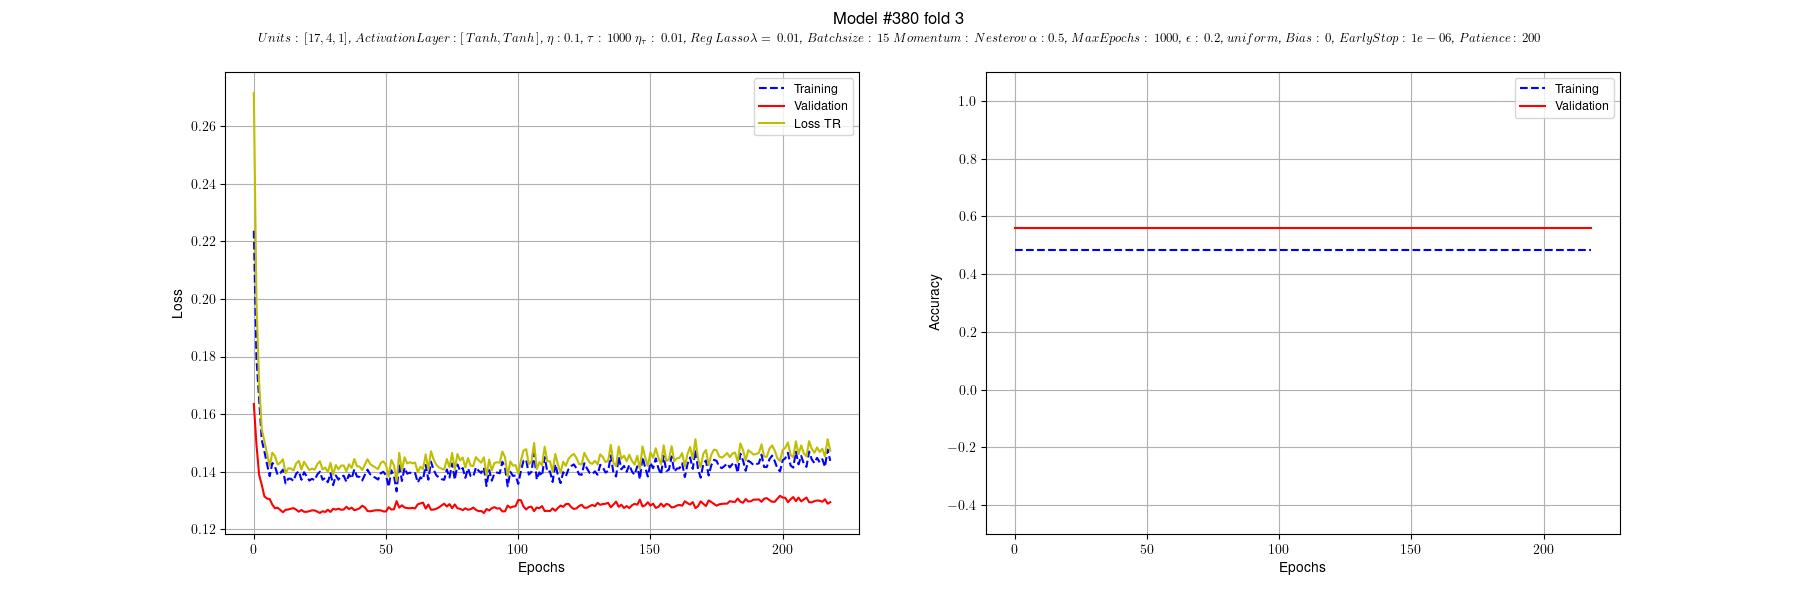 Model #380 fold 3
Units : [17, 4, 1], ActivationLayer : [Tanh, Tanh], η : 0.1, τ : 1000 ητ : 0.01, Reg Lasso λ = 0.01, Batchsize : 15 Momentum : Nesterov α : 0.5, MaxEpochs : 1000, ϵ : 0.2, uniform, Bias : 0, EarlyStop : 1e − 06, Patience : 200
Training
Validation
Loss TR
0.26
0.24
0.22
0.20
0.18
0.16
0.14
0.12
Loss
0 50 100 150 200
Epochs
Training
Validation
1.0
0.8
0.6
0.4
0.2
0.0
−0.2
−0.4
Accuracy
0 50 100 150 200
Epochs